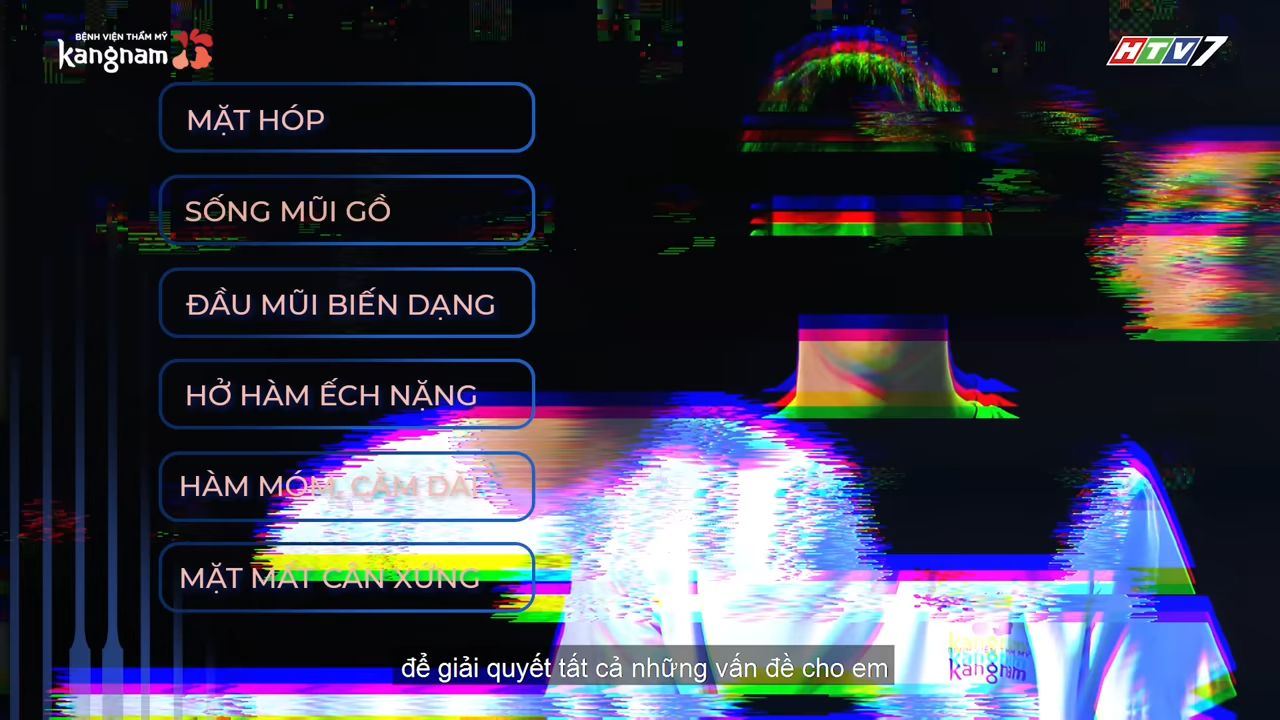 BỆNH VIỆN THẨM MỸ
kangnam
HTV7
MẶT HÓP
SỐNG MŨI GỒ
ĐẦU MŨI BIẾN DẠNG
HỞ HÀM ẾCH NẶNG
HÀM MÓM, CẰM DÀI
MẶT MẤT CÂN XỨNG
kangnam
để giải quyết tất cả những vấn đề cho em